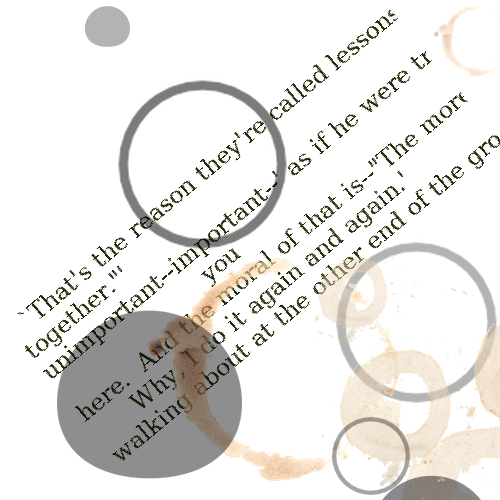 `That's the reason they're called lessons
together."'
unimportant--important--' as if he were tr
you
here. And the moral of that is--"The more
Why, I do it again and again.'
walking about at the other end of the gro